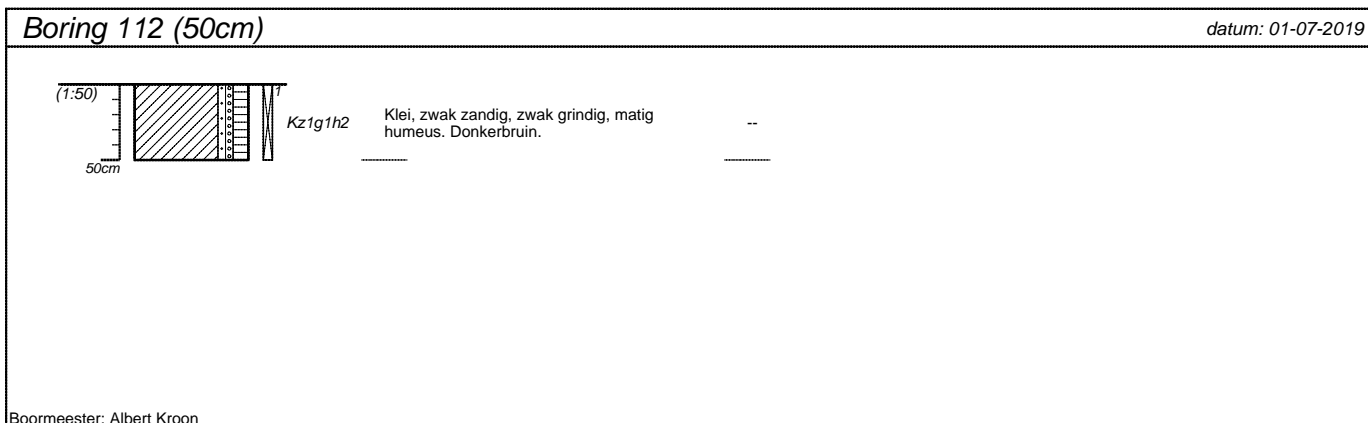 Boring 112 (50cm)
datum: 01-07-2019
(1:50)
1
Kz1g1h2
Klei, zwak zandig, zwak grindig, matig
humeus. Donkerbruin.
--
50cm
Boormeester: Albert Kroon